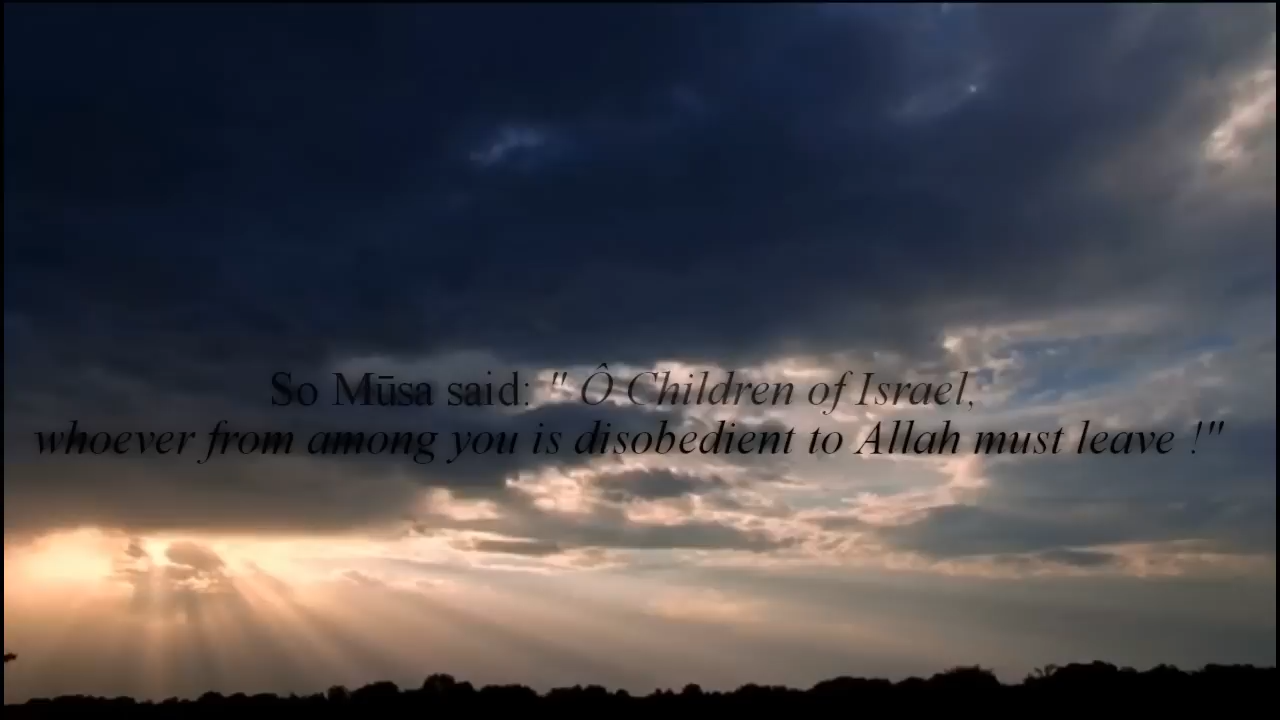 So Mūsa said: " Ô Children of Israel,
whoever from among you is disobedient to Allah must leave !"